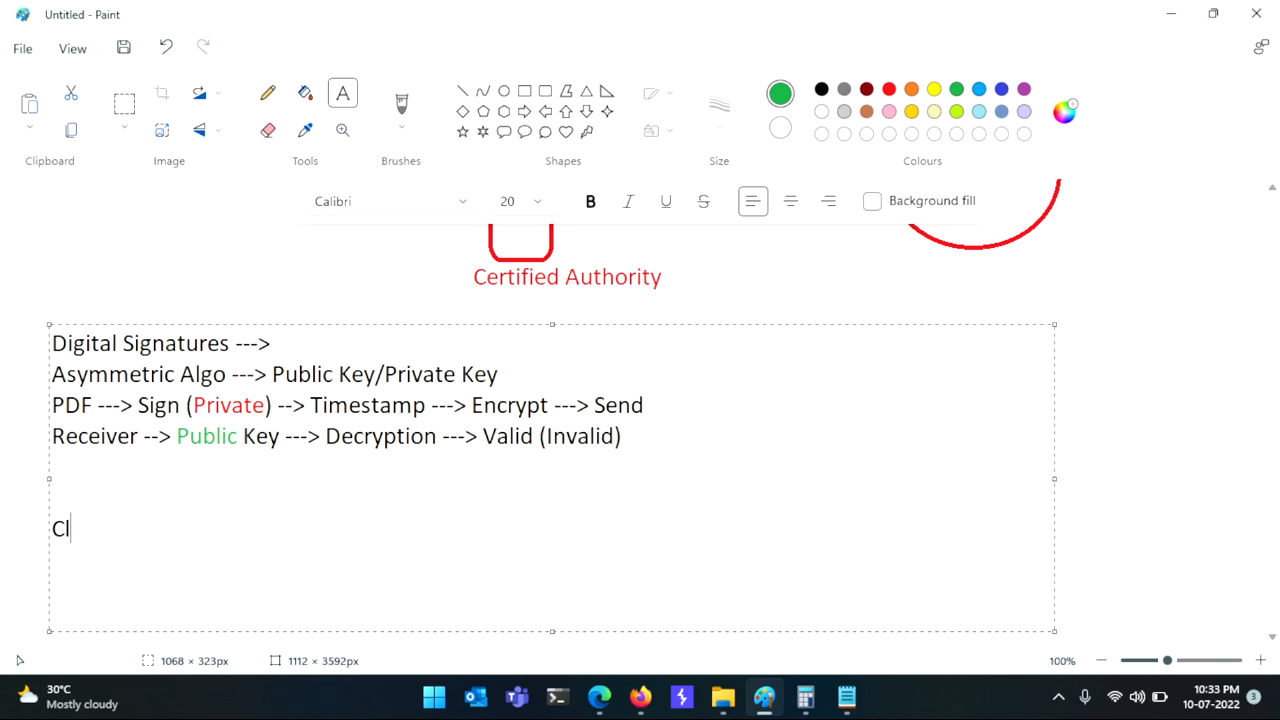 Untitled - Paint
File View
Clipboard
Image
Tools
Brushes
Shapes
Size
Colours
Calibri 20 B I U S Background fill
Certified Authority
Digital Signatures --->
Asymmetric Algo ---> Public Key/Private Key
PDF ---> Sign (Private) --> Timestamp ---> Encrypt ---> Send
Receiver --> Public Key ---> Decryption ---> Valid (Invalid)
Cl
1068 × 323px 1112 × 3592px 100%
30°C
Mostly cloudy
10:33 PM
10-07-2022
3